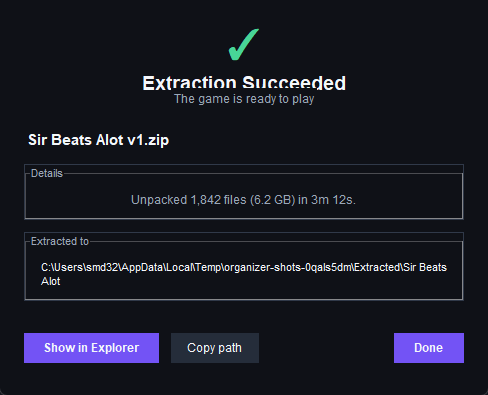 Extraction Succeeded
The game is ready to play
Sir Beats Alot v1.zip
Details
Unpacked 1,842 files (6.2 GB) in 3m 12s.
Extracted to
C:\Users\smd32\AppData\Local\Temp\organizer-shots-0qals5dm\Extracted\Sir Beats
Alot
Show in Explorer
Copy path
Done